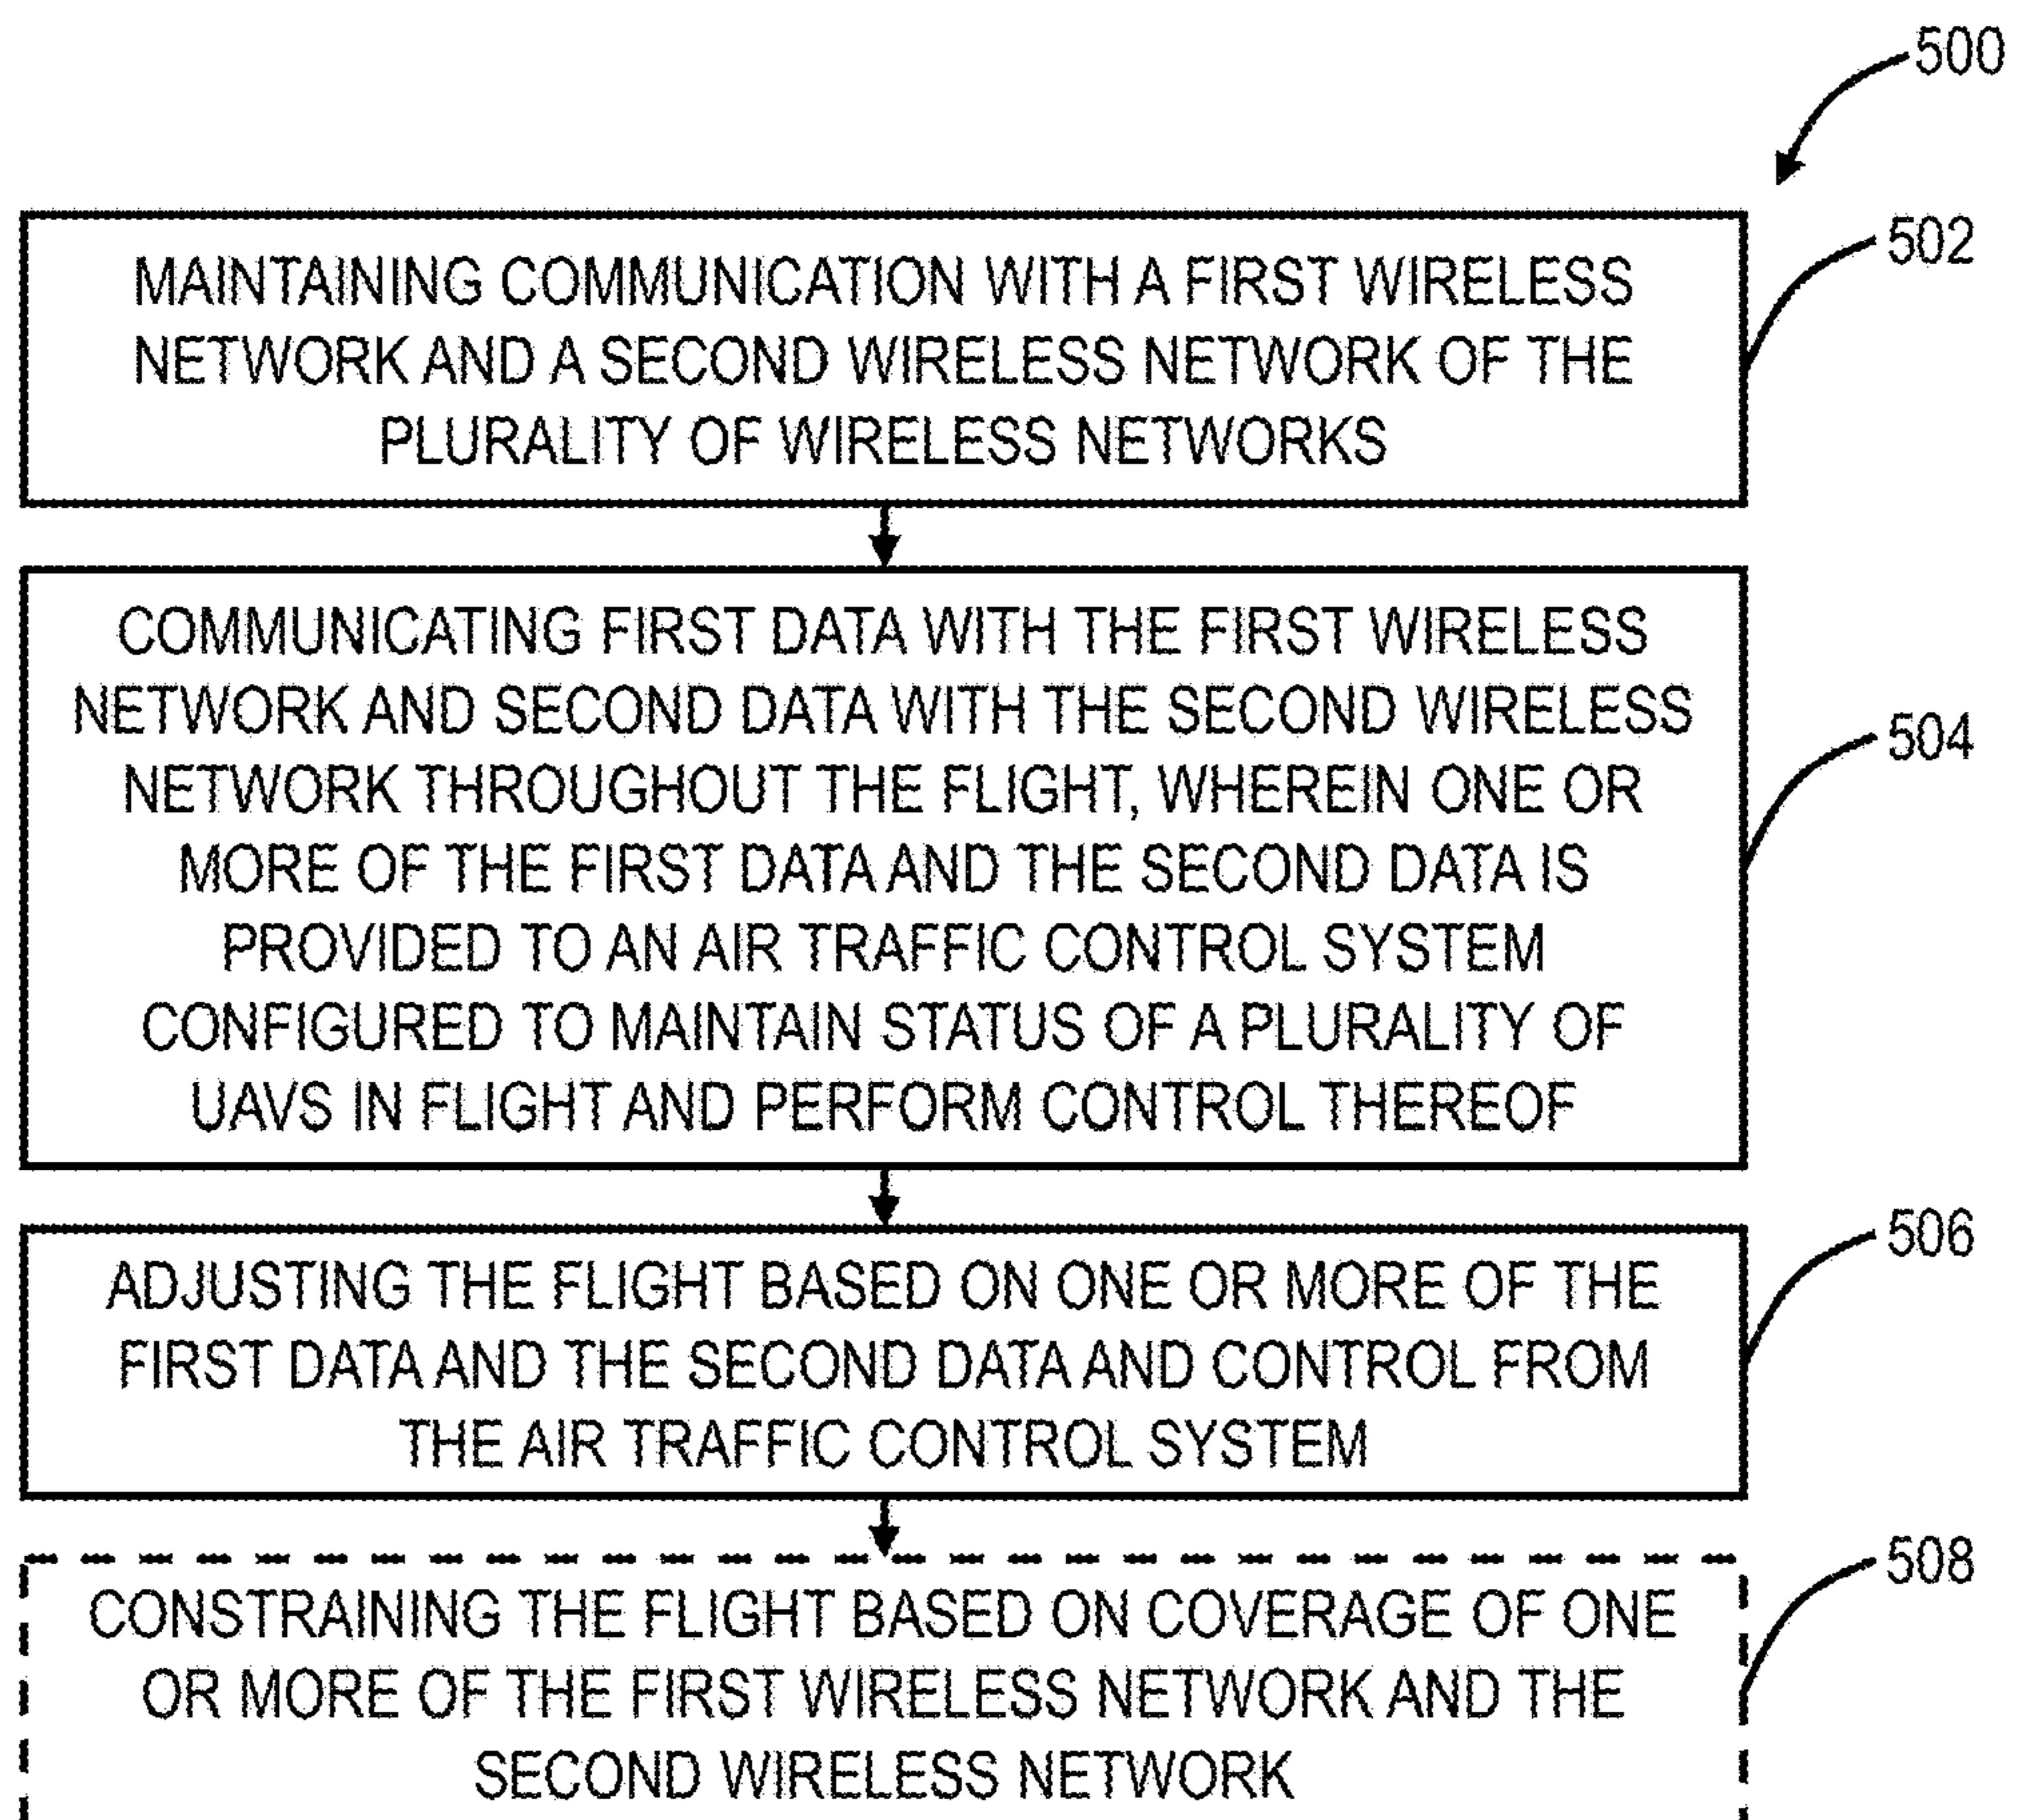 500
502
MAINTAINING COMMUNICATION WITH A FIRST WIRELESS
NETWORK AND A SECOND WIRELESS NETWORK OF THE
PLURALITY OF WIRELESS NETWORKS
504
COMMUNICATING FIRST DATA WITH THE FIRST WIRELESS
NETWORK AND SECOND DATA WITH THE SECOND WIRELESS
NETWORK THROUGHOUT THE FLIGHT, WHEREIN ONE OR
MORE OF THE FIRST DATA AND THE SECOND DATA IS
PROVIDED TO AN AIR TRAFFIC CONTROL SYSTEM
CONFIGURED TO MAINTAIN STATUS OF A PLURALITY OF
UAVS IN FLIGHT AND PERFORM CONTROL THEREOF
506
ADJUSTING THE FLIGHT BASED ON ONE OR MORE OF THE
FIRST DATA AND THE SECOND DATA AND CONTROL FROM
THE AIR TRAFFIC CONTROL SYSTEM
508
CONSTRAINING THE FLIGHT BASED ON COVERAGE OF ONE
OR MORE OF THE FIRST WIRELESS NETWORK AND THE
SECOND WIRELESS NETWORK